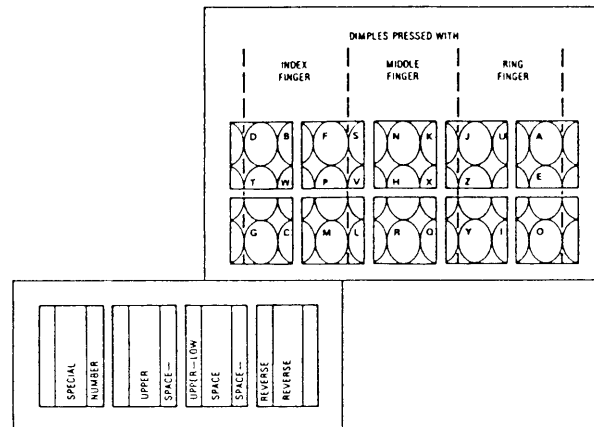 DIMPLES PRESSED WITH
INDEX FINGER MIDDLE FINGER RING FINGER
D B F S N K J U A
T W P V H X Z E
G C M L R Q Y I O
SPECIAL NUMBER UPPER SPACE— UPPER—LOW SPACE SPACE— REVERSE REVERSE